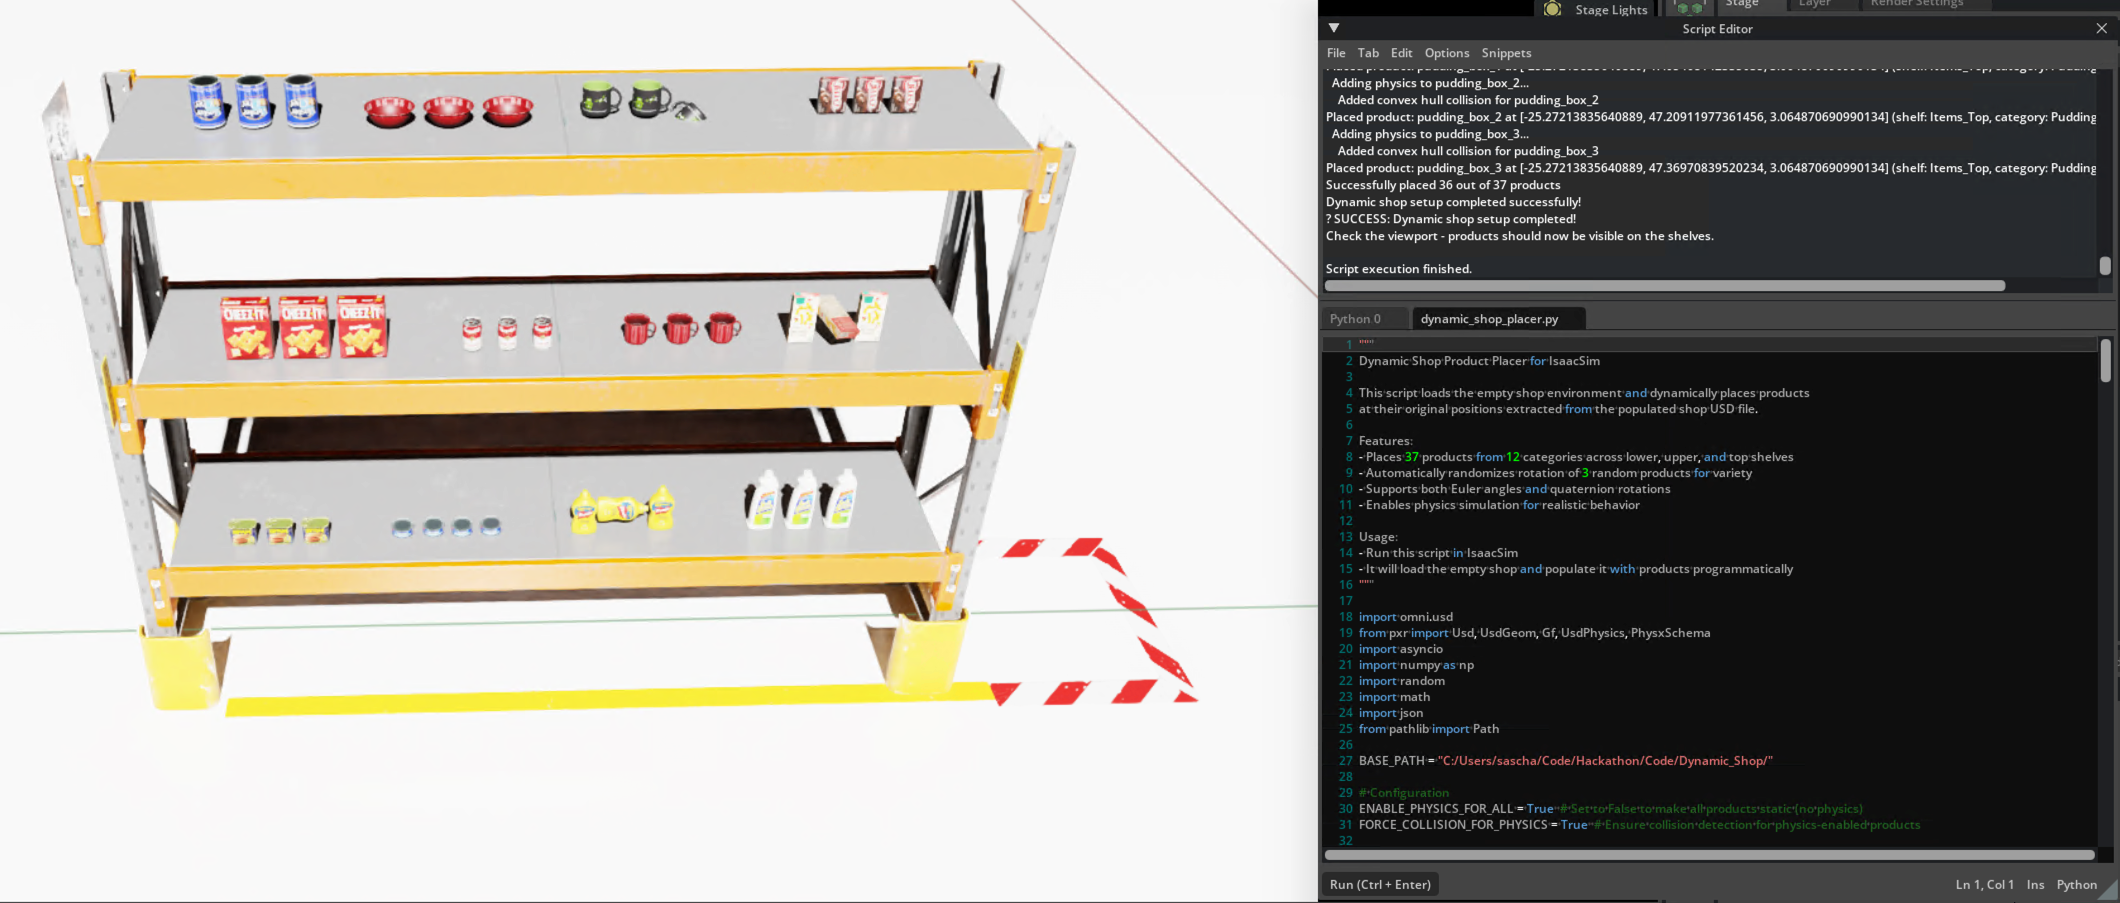 Stage Lights
Stage
Layer
Render Settings
Script Editor
File Tab Edit Options Snippets
Adding physics to pudding_box_2...
Added convex hull collision for pudding_box_2
Placed product: pudding_box_2 at [-25.27213835640889, 47.20911977361456, 3.064870690990134] (shelf: Items_Top, category: Pudding
Adding physics to pudding_box_3...
Added convex hull collision for pudding_box_3
Placed product: pudding_box_3 at [-25.27213835640889, 47.36970839520234, 3.064870690990134] (shelf: Items_Top, category: Pudding
Successfully placed 36 out of 37 products
Dynamic shop setup completed successfully!
? SUCCESS: Dynamic shop setup completed!
Check the viewport - products should now be visible on the shelves.
Script execution finished.
Python 0
dynamic_shop_placer.py
1 """
2 Dynamic Shop Product Placer for IsaacSim
3
4 This script loads the empty shop environment and dynamically places products
5 at their original positions extracted from the populated shop USD file.
6
7 Features:
8 - Places 37 products from 12 categories across lower, upper, and top shelves
9 - Automatically randomizes rotation of 3 random products for variety
10 - Supports both Euler angles and quaternion rotations
11 - Enables physics simulation for realistic behavior
12
13 Usage:
14 - Run this script in IsaacSim
15 - It will load the empty shop and populate it with products programmatically
16 """
17
18 import omni.usd
19 from pxr import Usd, UsdGeom, Gf, UsdPhysics, PhysxSchema
20 import asyncio
21 import numpy as np
22 import random
23 import math
24 import json
25 from pathlib import Path
26
27 BASE_PATH = "C:/Users/sascha/Code/Hackathon/Code/Dynamic_Shop/"
28
29 # Configuration
30 ENABLE_PHYSICS_FOR_ALL = True # Set to False to make all products static (no physics)
31 FORCE_COLLISION_FOR_PHYSICS = True # Ensure collision detection for physics-enabled products
32
Run (Ctrl + Enter)
Ln 1, Col 1 Ins Python
CHEEZ-IT
CHEEZ-IT
CHEEZ-IT